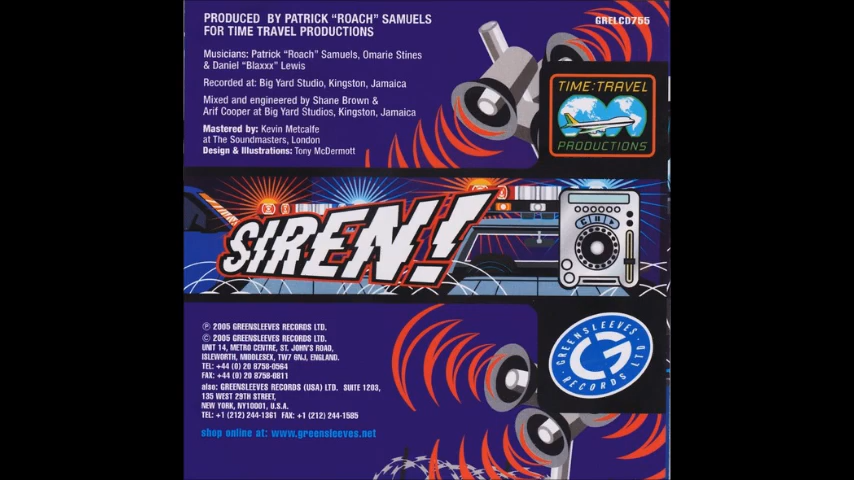 PRODUCED BY PATRICK “ROACH” SAMUELS
FOR TIME TRAVEL PRODUCTIONS
GRELCD755
Musicians: Patrick “Roach” Samuels, Omarie Stines
& Daniel “Blaxxx” Lewis
Recorded at: Big Yard Studio, Kingston, Jamaica
Mixed and engineered by Shane Brown &
Arif Cooper at Big Yard Studios, Kingston, Jamaica
Mastered by: Kevin Metcalfe
at The Soundmasters, London
Design & Illustrations: Tony McDermott
TIME:TRAVEL
PRODUCTIONS
SIREN!
℗ 2005 GREENSLEEVES RECORDS LTD.
© 2005 GREENSLEEVES RECORDS LTD.
UNIT 14, METRO CENTRE, ST. JOHN'S ROAD,
ISLEWORTH, MIDDLESEX, TW7 6NJ, ENGLAND.
TEL: +44 (0) 20 8758-0564
FAX: +44 (0) 20 8758-0811
also: GREENSLEEVES RECORDS (USA) LTD. SUITE 1203,
135 WEST 29TH STREET,
NEW YORK, NY10001, U.S.A.
TEL: +1 (212) 244-1361 FAX: +1 (212) 244-1585
shop online at: www.greensleeves.net
GREENSLEEVES
G
RECORDS LTD